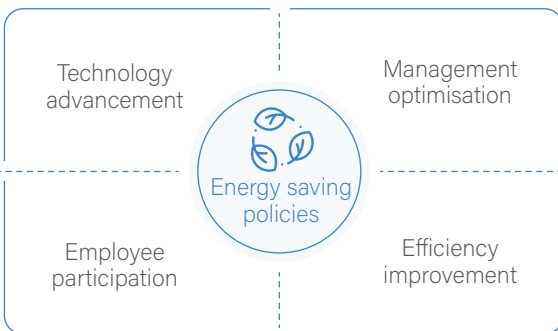 Technology
advancement
Management
optimisation
Energy saving
policies
Employee
participation
Efficiency
improvement